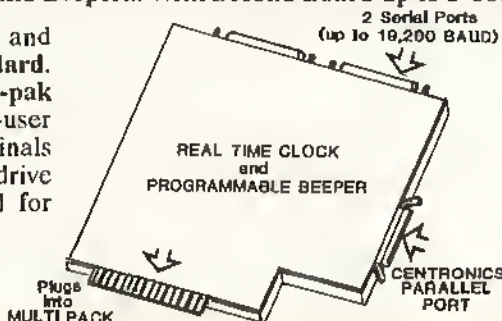 2 Serial Ports
(up to 19,200 BAUD)
and
dard.
-pak
-user
inals
drive
d for
REAL TIME CLOCK
and
PROGRAMMABLE BEEPER
CENTRONICS
PARALLEL
PORT
Plugs
Into
MULTI PACK